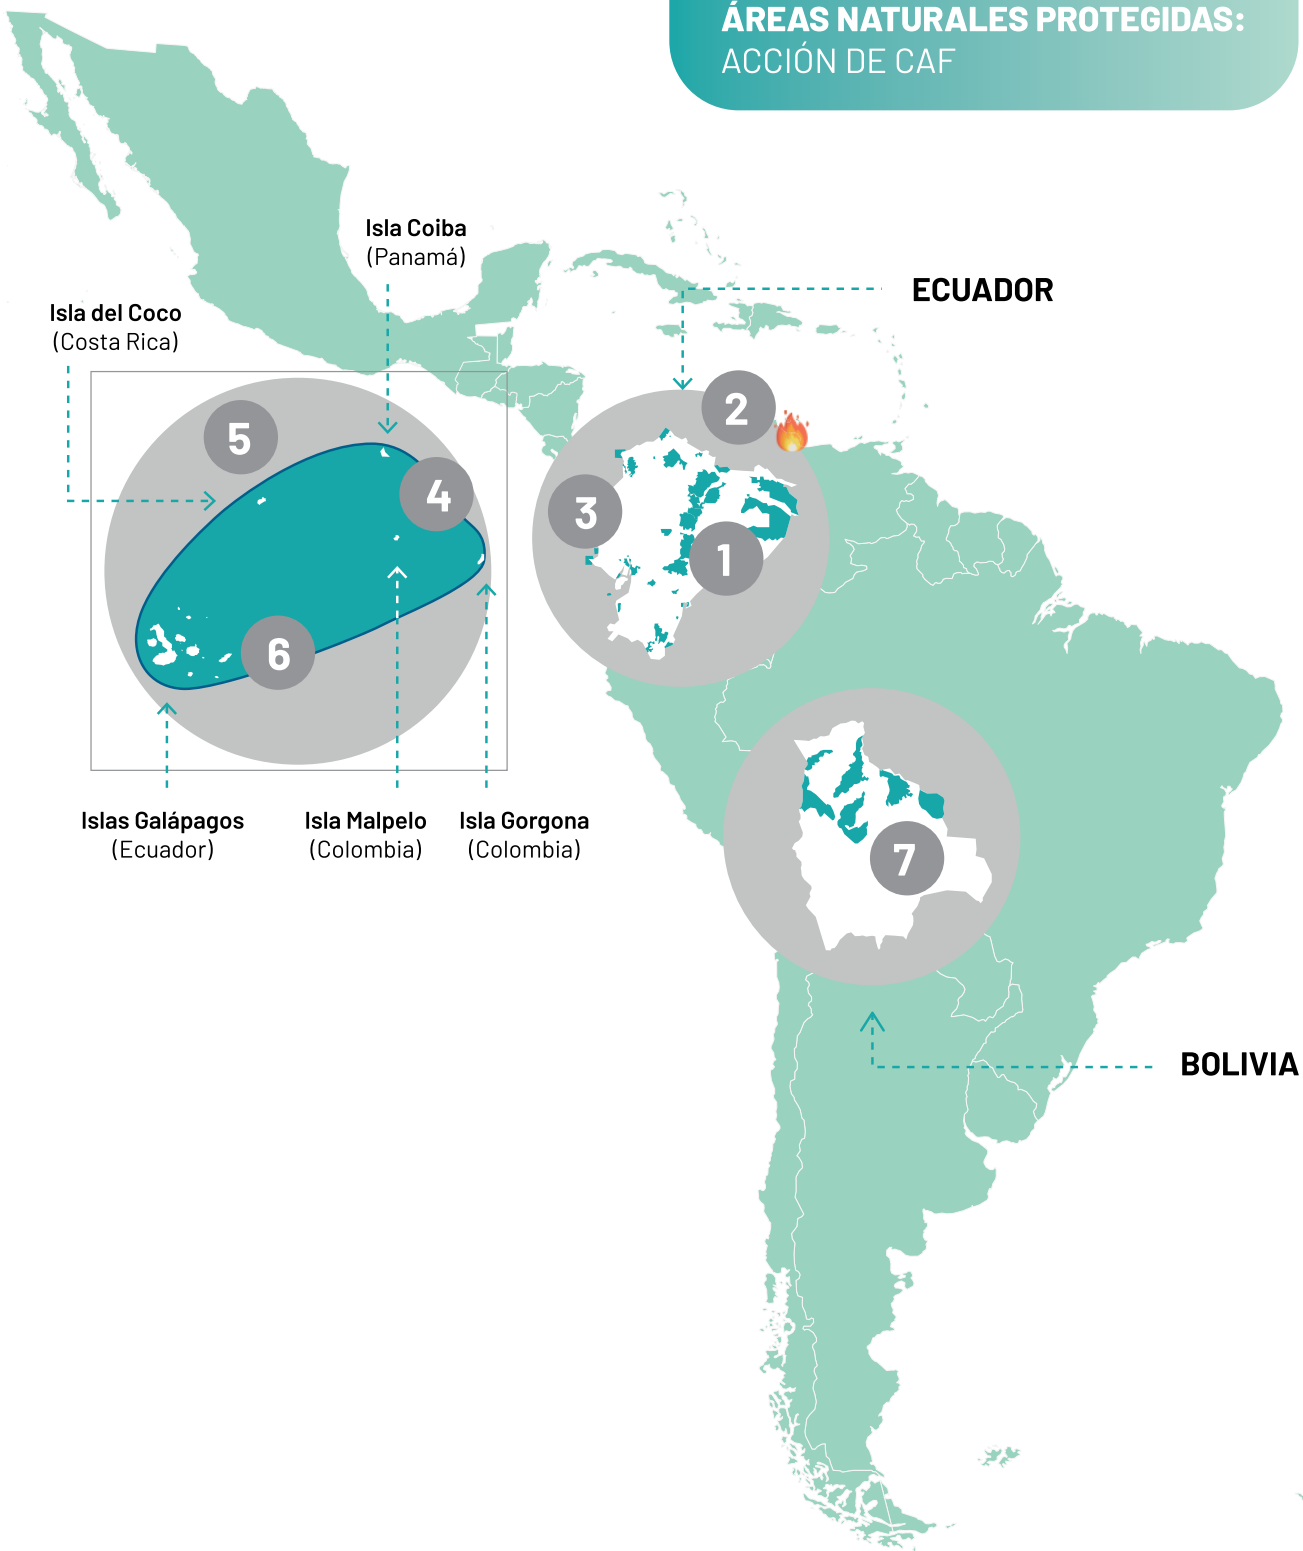 ÁREAS NATURALES PROTEGIDAS:
ACCIÓN DE CAF
Isla Coiba
(Panamá)
ECUADOR
Isla del Coco
(Costa Rica)
2
5
4
3
1
6
Islas Galápagos
(Ecuador)
Isla Malpelo
(Colombia)
Isla Gorgona
(Colombia)
7
BOLIVIA